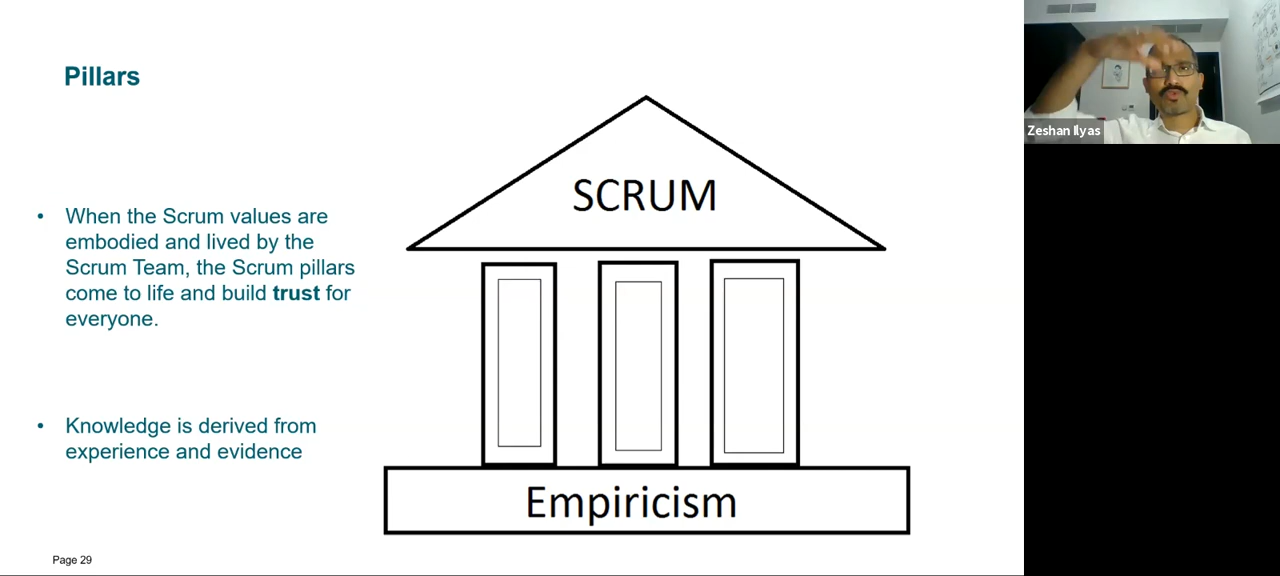 Pillars
• When the Scrum values are
embodied and lived by the
Scrum Team, the Scrum pillars
come to life and build trust for
everyone.
• Knowledge is derived from
experience and evidence
SCRUM
Empiricism
Page 29
Zeshan Ilyas